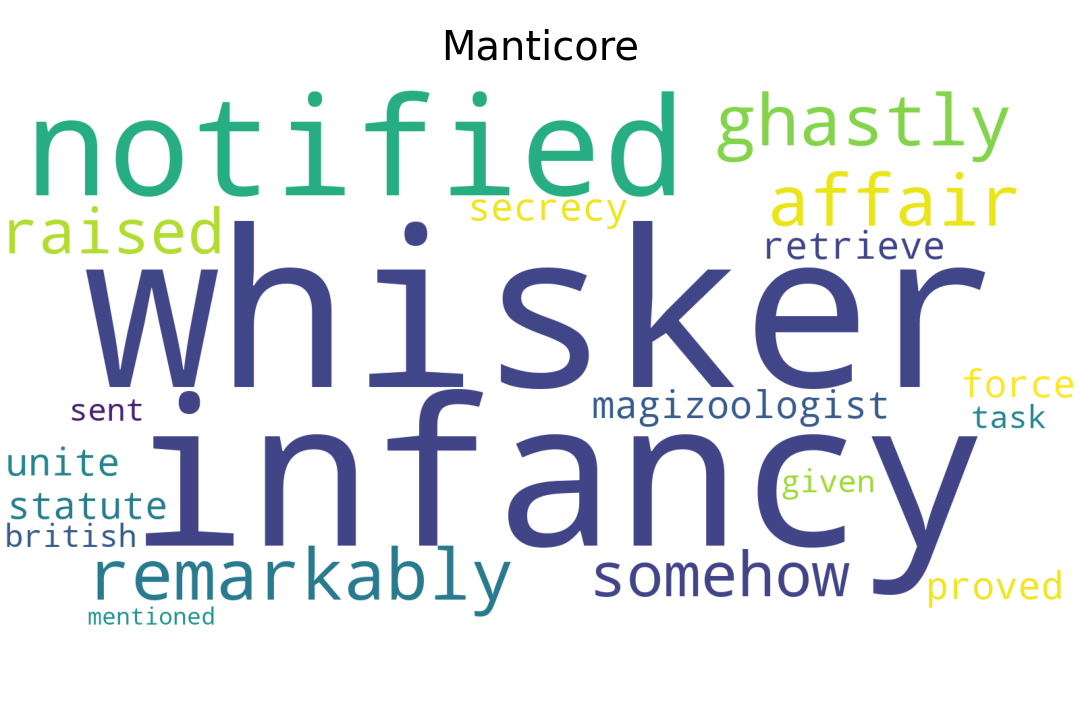 Manticore
notified
ghastly
affair
secrecy
raised
retrieve
whisker
force
magizoologist
sent
task
infancy
unite
given
statute
british
remarkably
somehow
proved
mentioned